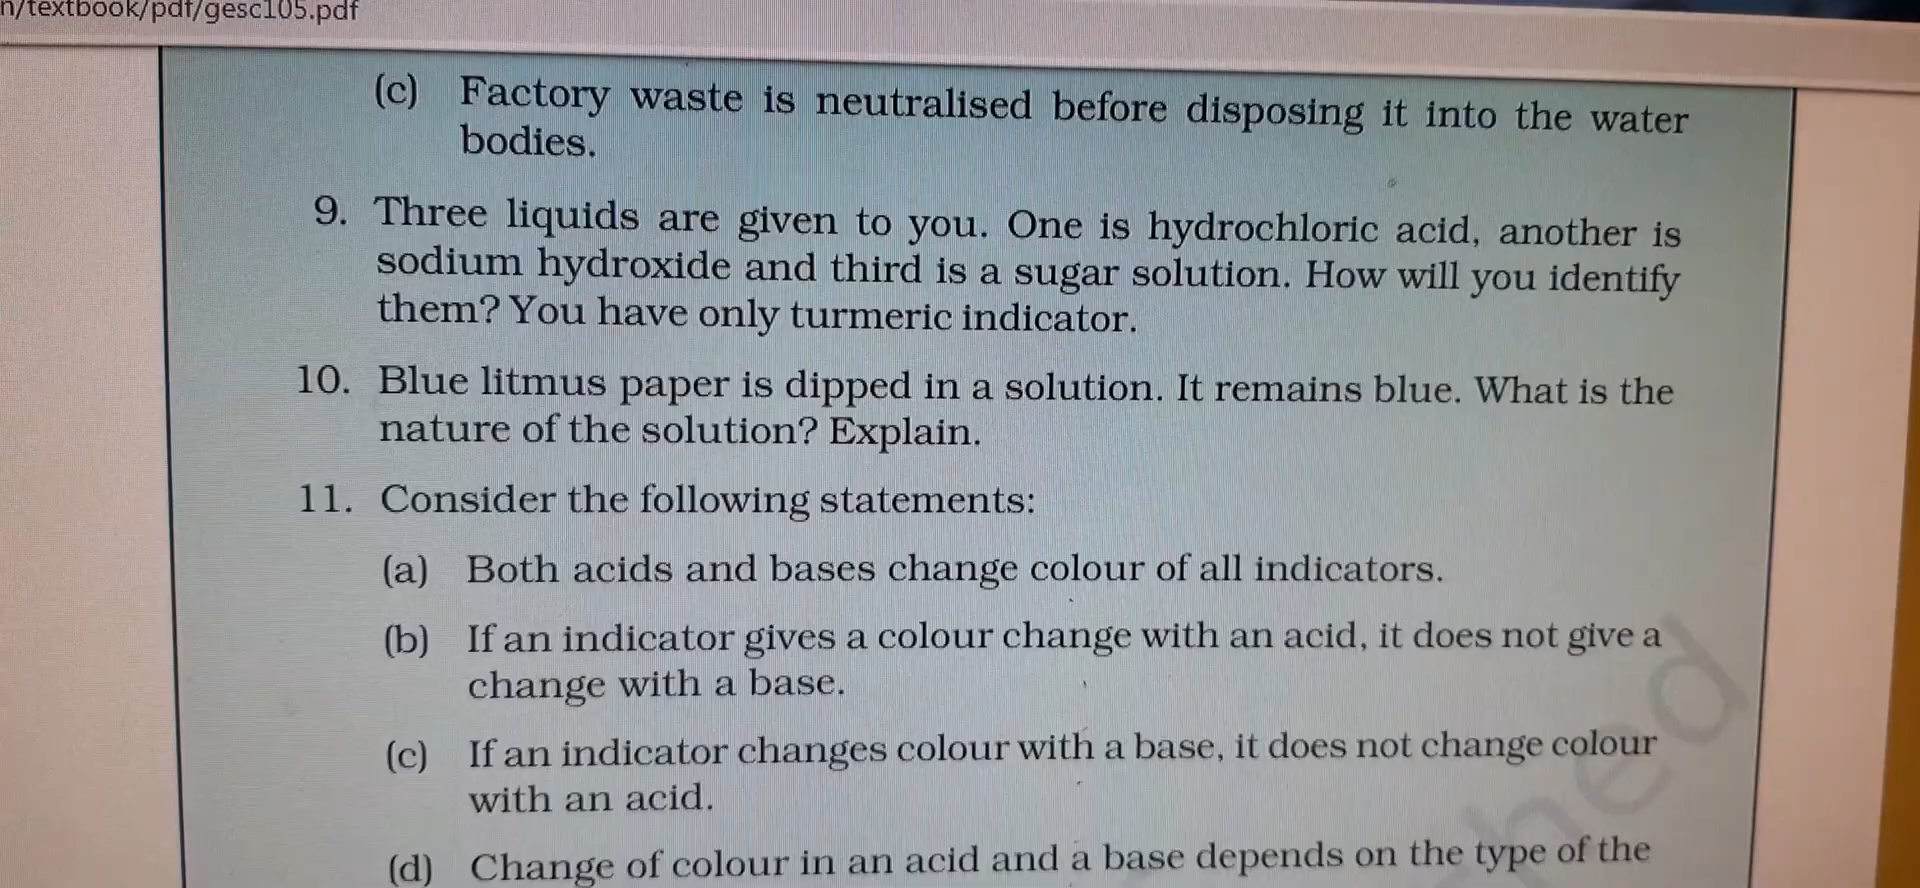 n/textbook/pdf/gesc105.pdf
(c) Factory waste is neutralised before disposing it into the water
bodies.
9. Three liquids are given to you. One is hydrochloric acid, another is
sodium hydroxide and third is a sugar solution. How will you identify
them? You have only turmeric indicator.
10. Blue litmus paper is dipped in a solution. It remains blue. What is the
nature of the solution? Explain.
11. Consider the following statements:
(a) Both acids and bases change colour of all indicators.
(b) If an indicator gives a colour change with an acid, it does not give a
change with a base.
(c) If an indicator changes colour with a base, it does not change colour
with an acid.
(d) Change of colour in an acid and a base depends on the type of the